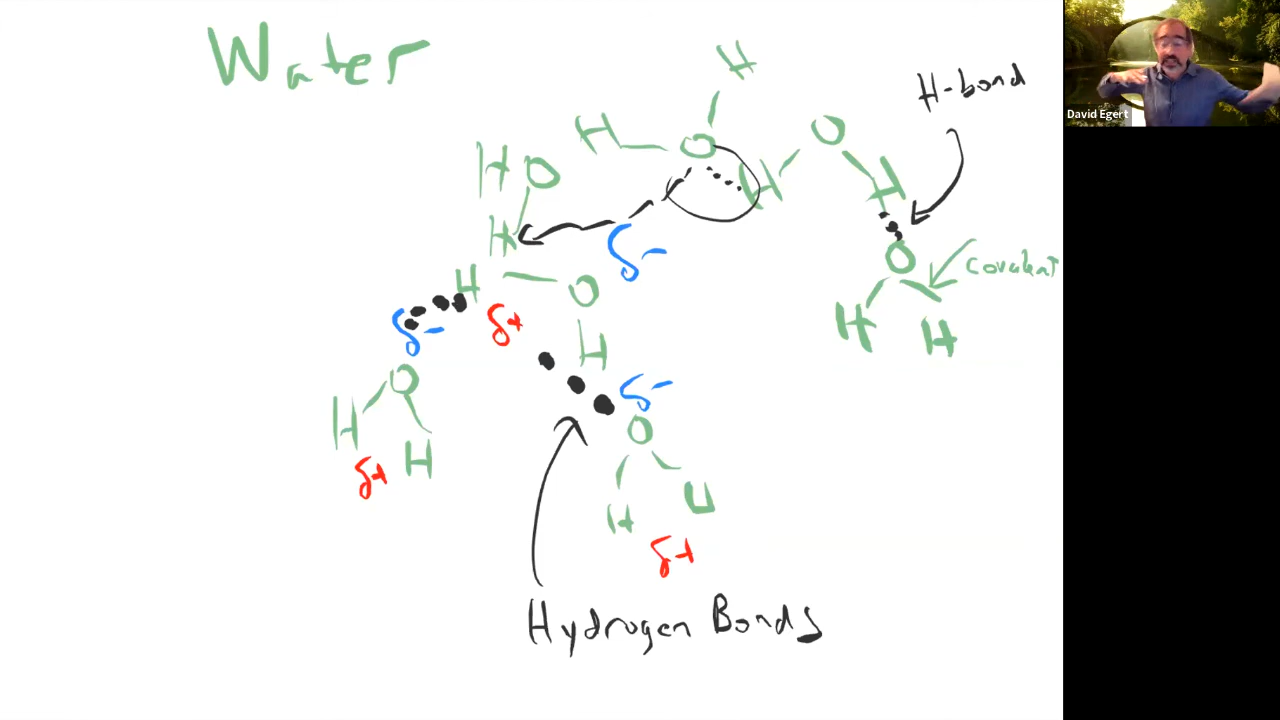 Water
H
H-bond
David Egert
H O H O
H O
H
H
H O
O
covalent
δ-
H
H H
δ-
δ+
H
δ-
O
O
H
H
δ+
H
H
δ+
Hydrogen Bonds